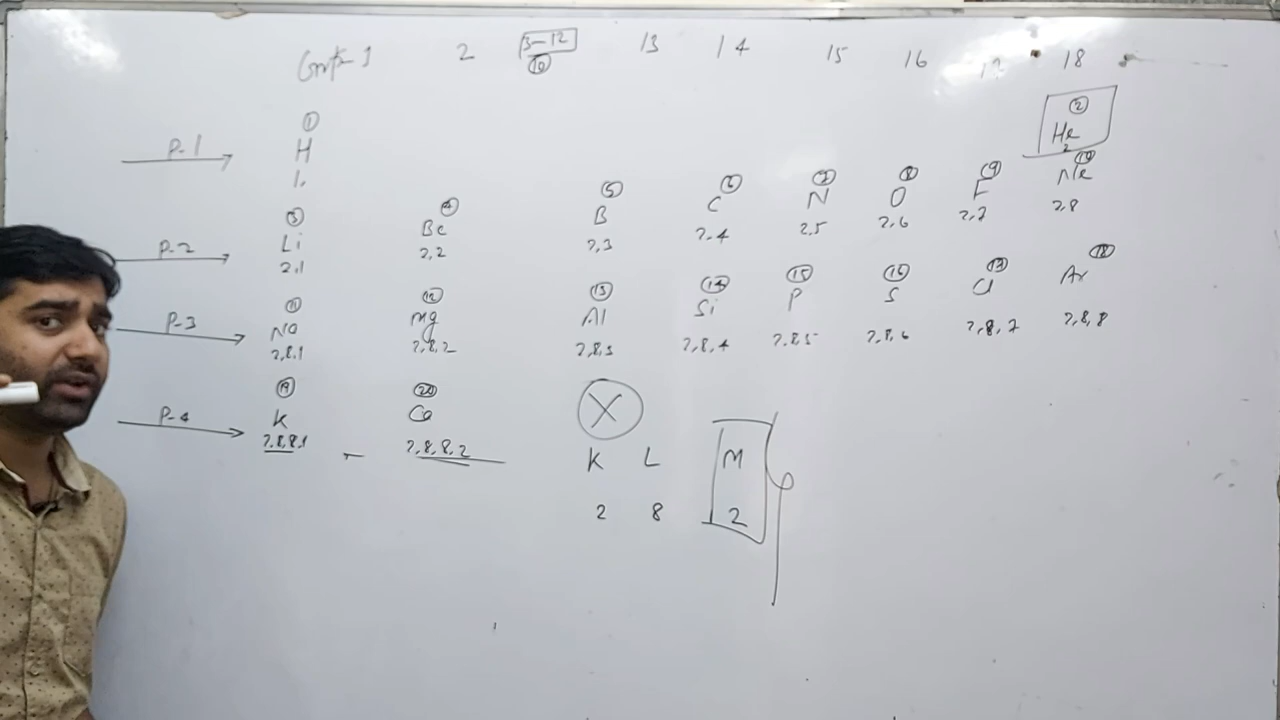 Group-1 2 3-12 13 14 15 16 17 18
10
1 2
P-1 H He
1. 2
3 4 5 6 7 8 9 10
P-2 Li Be B C N O F Ne
2,1 2,2 2,3 2,4 2,5 2,6 2,7 2,8
11 12 13 14 15 16 17 18
P-3 Na Mg Al Si P S Cl Ar
2,8,1 2,8,2 2,8,3 2,8,4 2,8,5 2,8,6 2,8,7 2,8,8
19 20
P-4 K Ca X
2,8,8,1 - 2,8,8,2
K L M
2 8 2